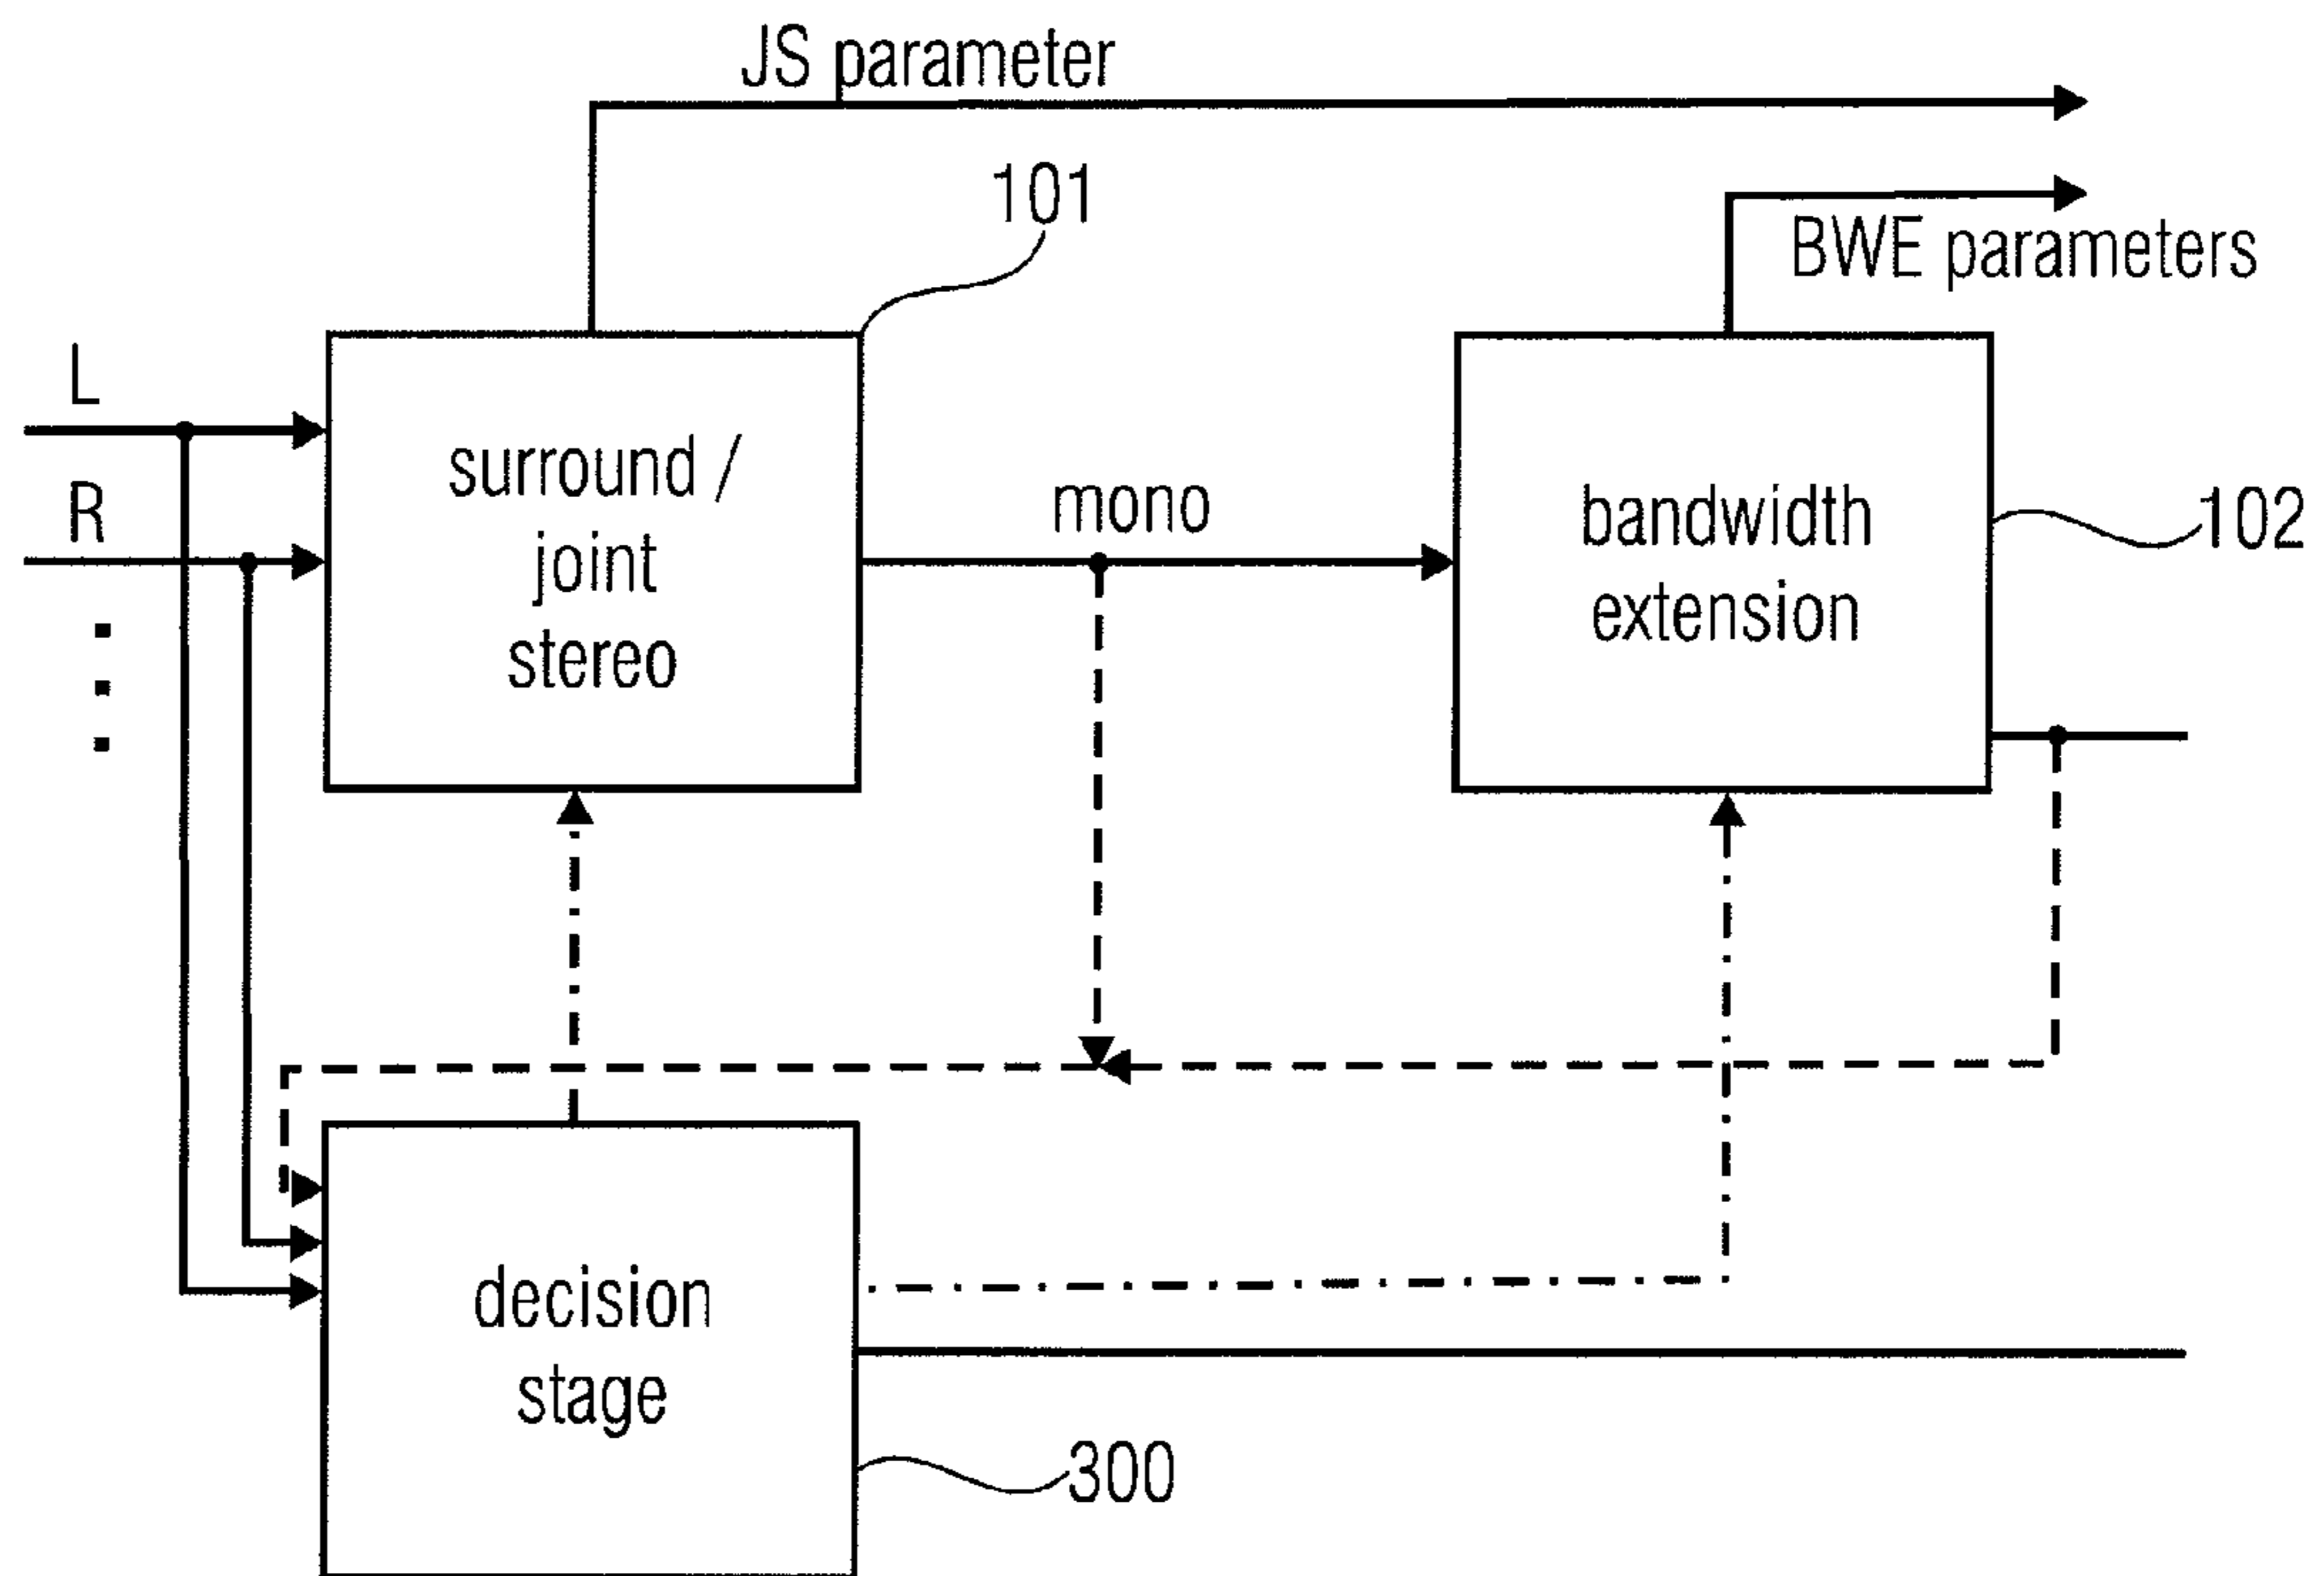 JS parameter
101
BWE parameters
L
R
surround /
joint
stereo
mono
bandwidth
extension
102
decision
stage
300